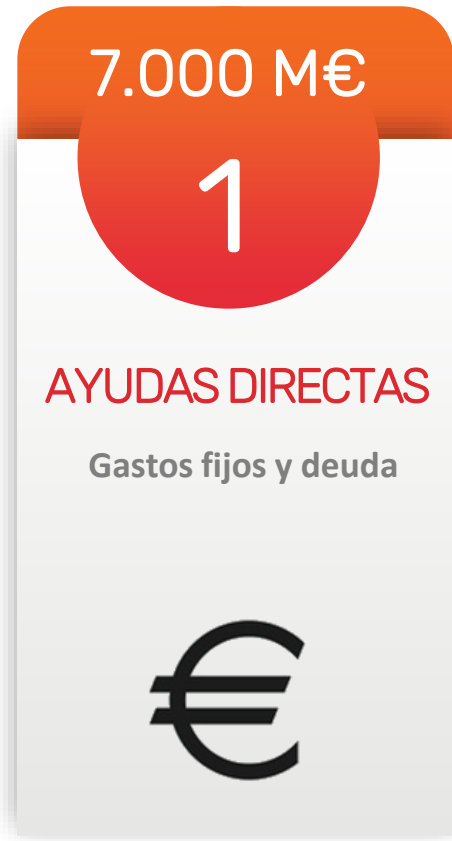 7.000 M€
1
AYUDAS DIRECTAS
Gastos fijos y deuda
€